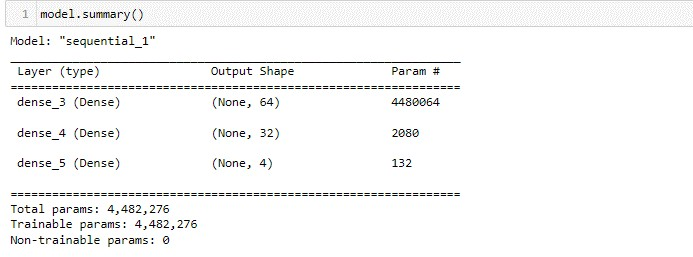 1 model.summary()
Model: "sequential_1"
_________________________________________________________________
Layer (type) Output Shape Param #
=================================================================
dense_3 (Dense) (None, 64) 4480064
dense_4 (Dense) (None, 32) 2080
dense_5 (Dense) (None, 4) 132
=================================================================
Total params: 4,482,276
Trainable params: 4,482,276
Non-trainable params: 0